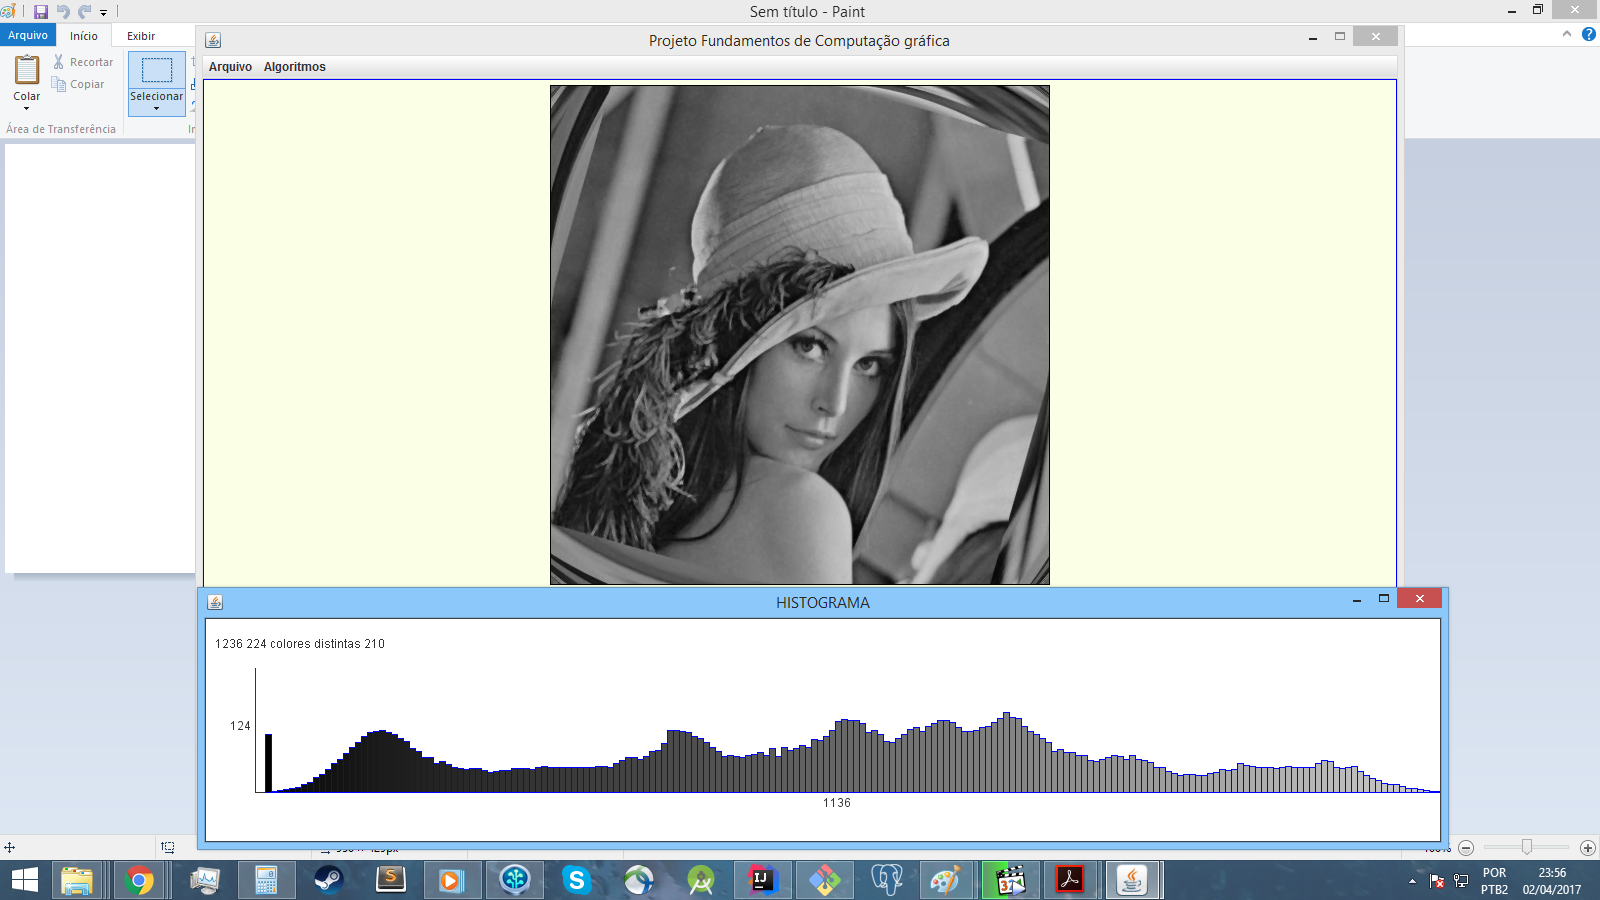 Sem título - Paint
Arquivo
Início
Exibir
Colar
Recortar
Copiar
Selecionar
Área de Transferência
Projeto Fundamentos de Computação gráfica
Arquivo Algoritmos
HISTOGRAMA
1236 224 colores distintas 210
124
1136
POR
PTB2
23:56
02/04/2017